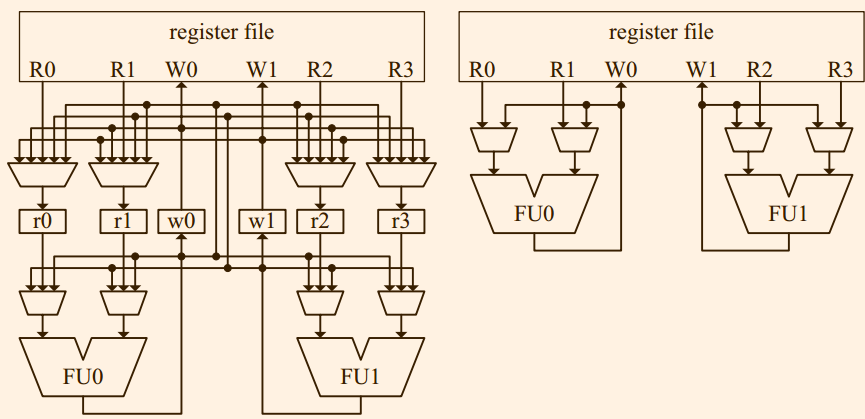 register file
R0 R1 W0 W1 R2 R3
r0 r1 w0 w1 r2 r3
FU0 FU1
register file
R0 R1 W0 W1 R2 R3
FU0 FU1